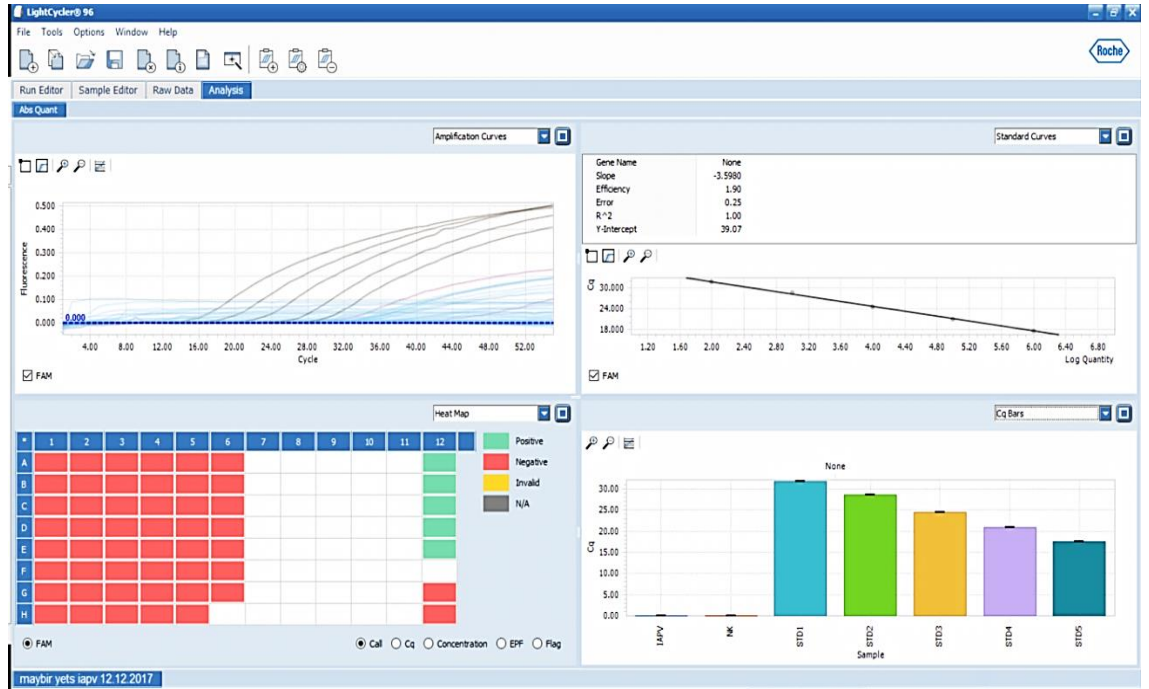 LightCycler® 96
File Tools Options Window Help
Roche
Run Editor Sample Editor Raw Data Analysis
Abs Quant
Amplification Curves
Fluorescence
0.500
0.400
0.300
0.200
0.100
0.000
0.000
4.00 8.00 12.00 16.00 20.00 24.00 28.00 32.00 36.00 40.00 44.00 48.00 52.00
Cycle
FAM
Standard Curves
Gene Name None
Slope -3.5980
Efficiency 1.90
Error 0.25
R^2 1.00
Y-Intercept 39.07
Cq
30.000
24.000
18.000
1.20 1.60 2.00 2.40 2.80 3.20 3.60 4.00 4.40 4.80 5.20 5.60 6.00 6.40 6.80
Log Quantity
FAM
Heat Map
* 1 2 3 4 5 6 7 8 9 10 11 12
A
B
C
D
E
F
G
H
Positive
Negative
Invalid
N/A
FAM Call Cq Concentration EPF Flag
Cq Bars
None
Cq
30.00
25.00
20.00
15.00
10.00
5.00
0.00
IAPV NK STD1 STD2 STD3 STD4 STD5
Sample
maybir yets iapv 12.12.2017